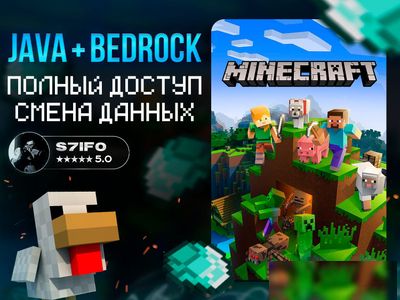 JAVA + BEDROCK
ПОЛНЫЙ ДОСТУП
СМЕНА ДАННЫХ
S7IFO
★★★★★ 5.0
MINECRAFT